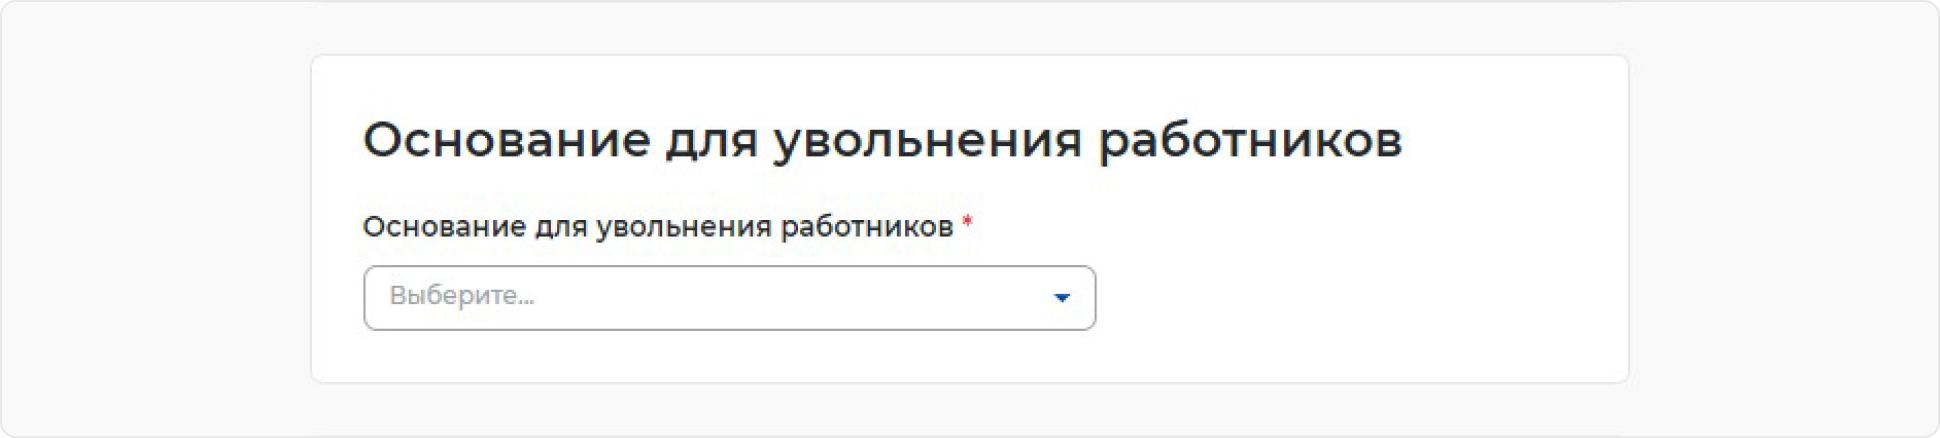 Основание для увольнения работников
Основание для увольнения работников *
Выберите...